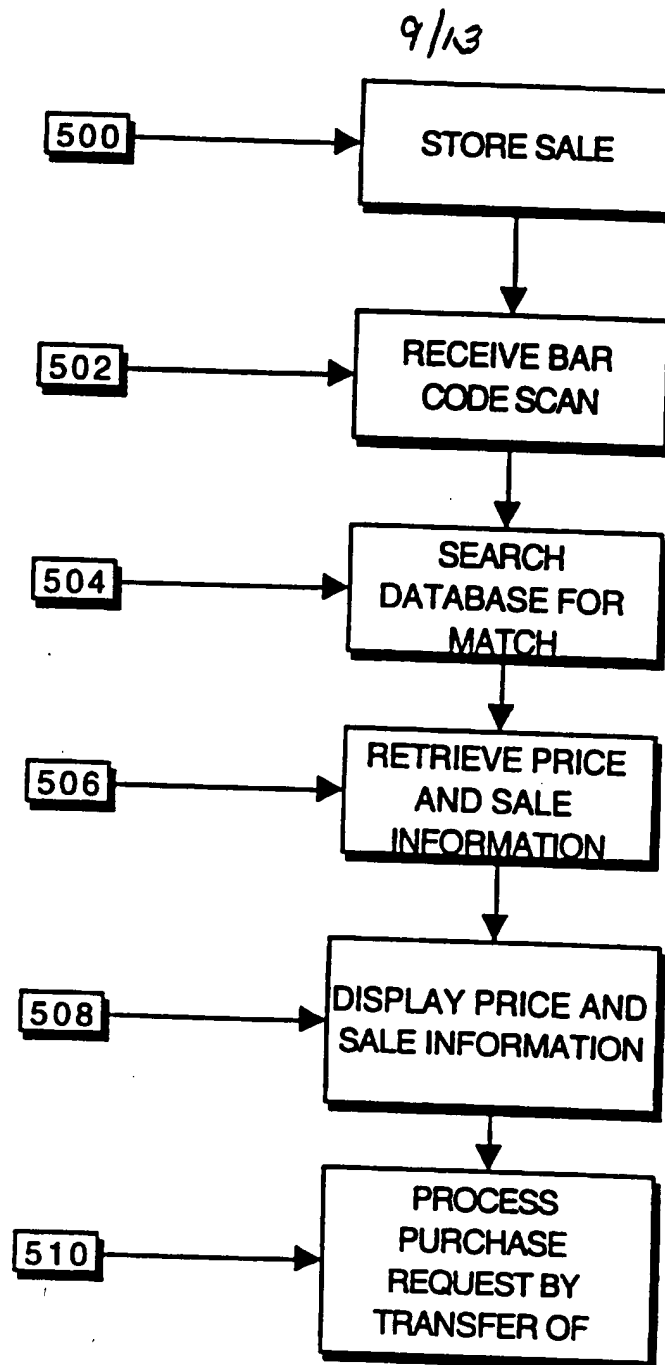 9/13
500
STORE SALE
502
RECEIVE BAR
CODE SCAN
504
SEARCH
DATABASE FOR
MATCH
506
RETRIEVE PRICE
AND SALE
INFORMATION
508
DISPLAY PRICE AND
SALE INFORMATION
510
PROCESS
PURCHASE
REQUEST BY
TRANSFER OF